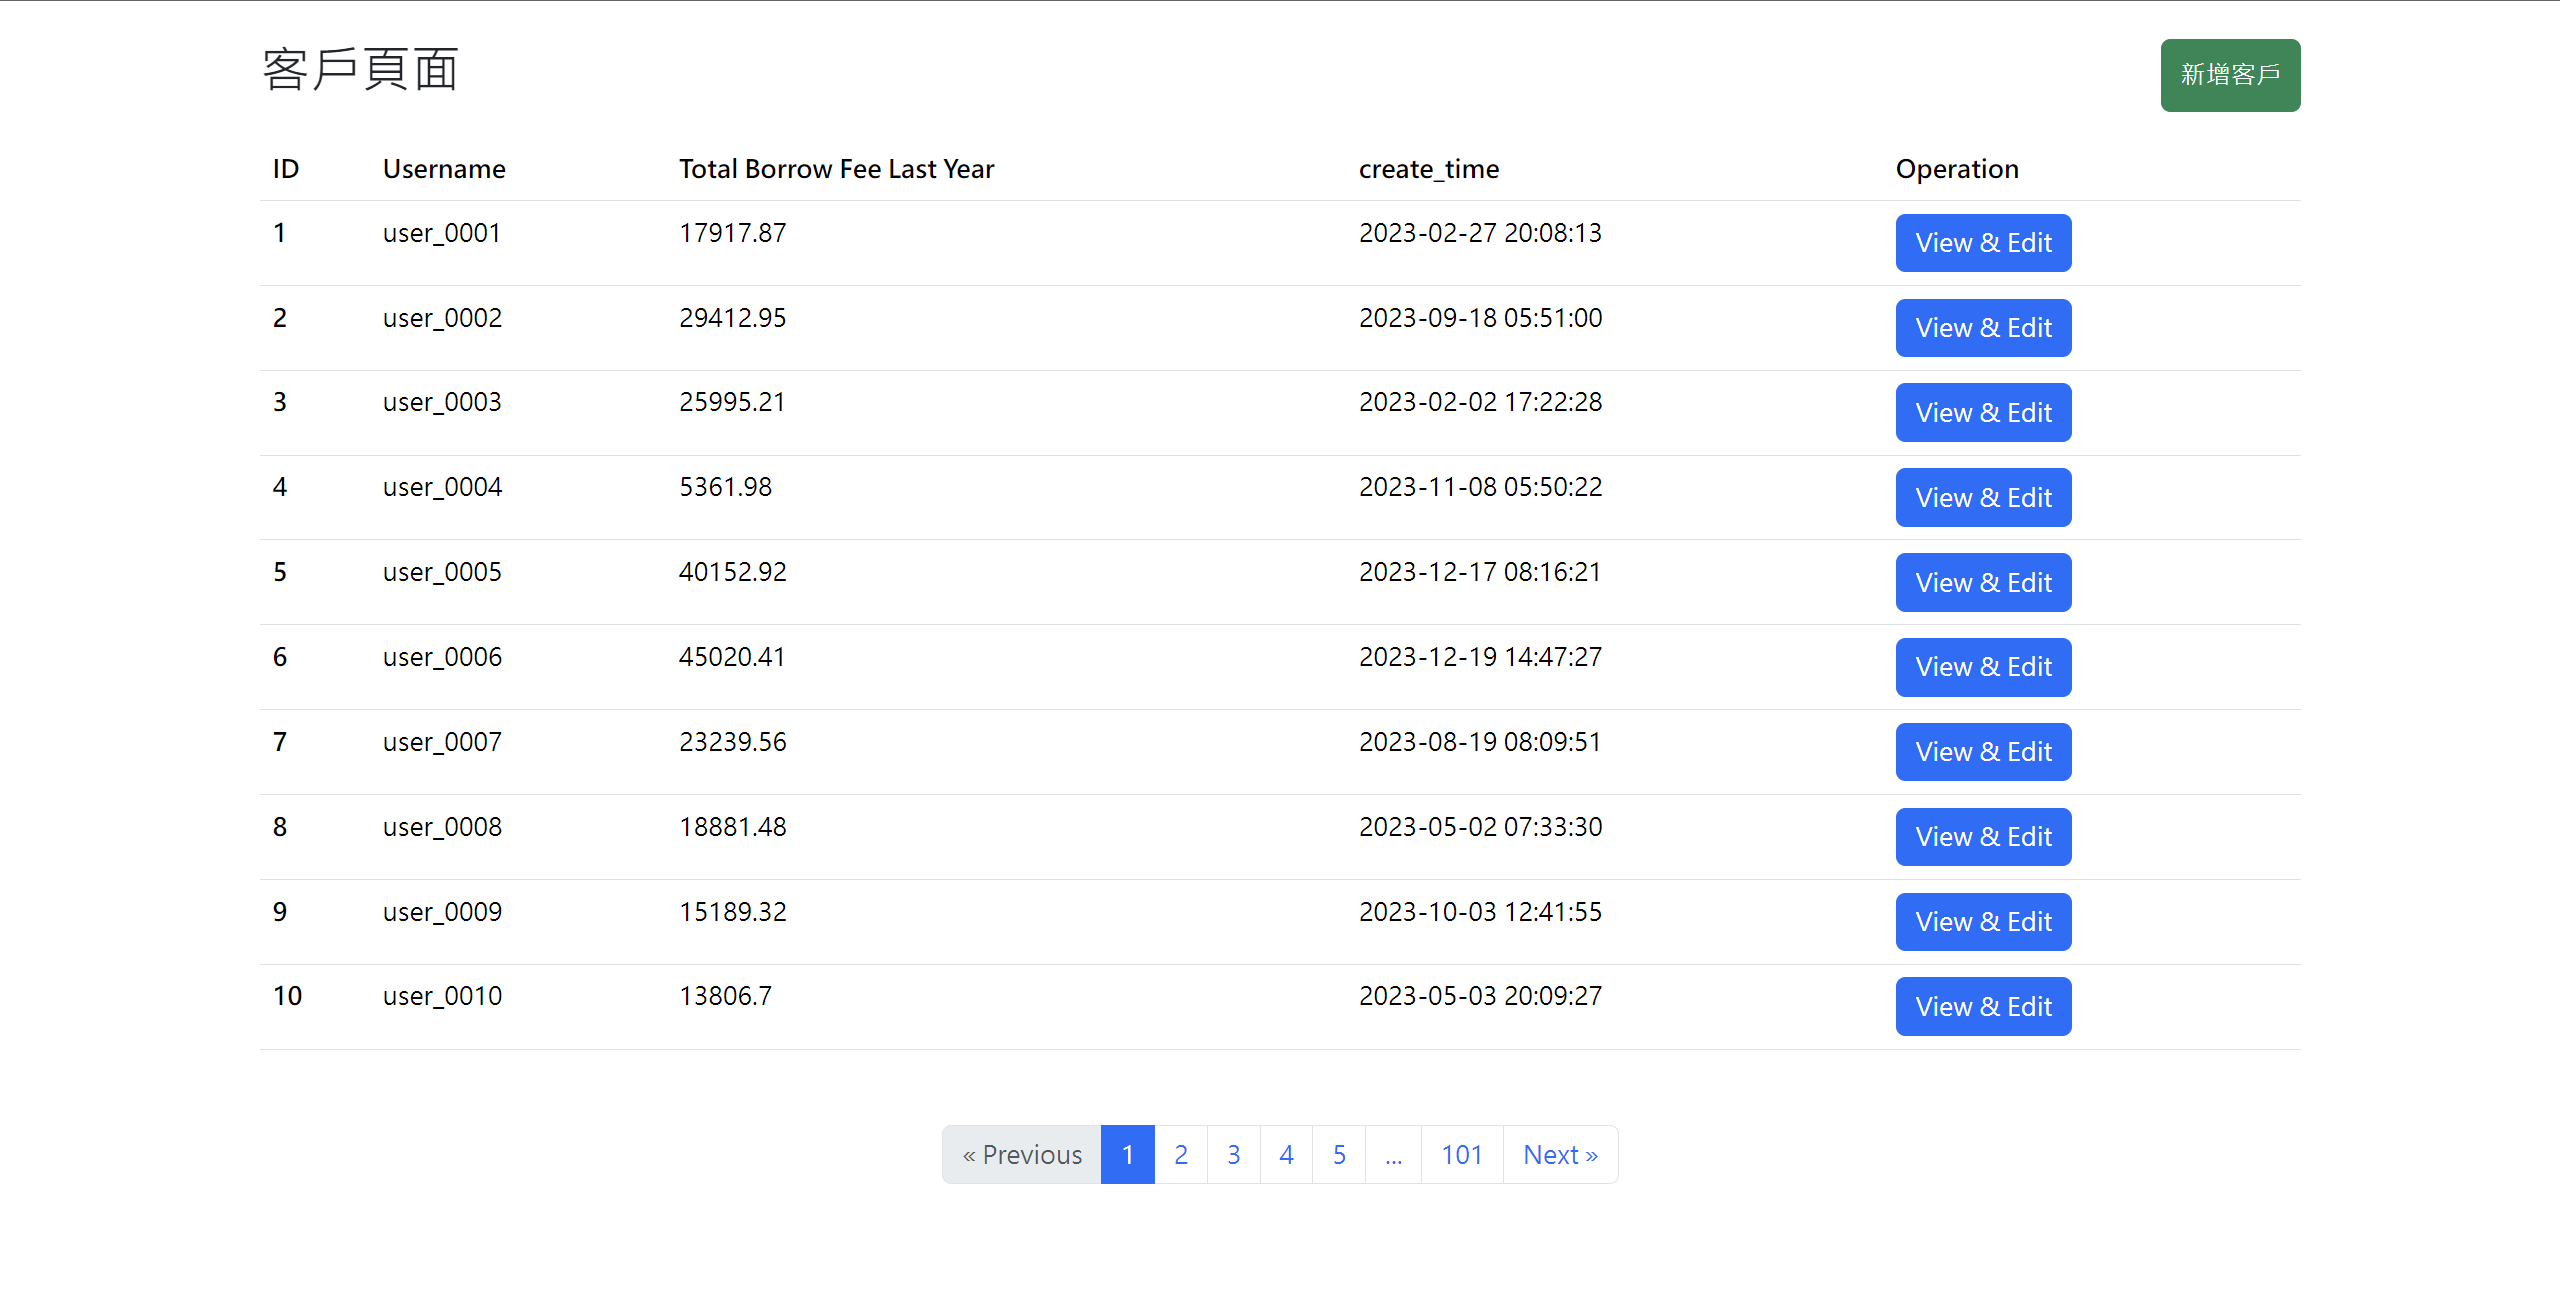 客戶頁面
新增客戶
ID Username Total Borrow Fee Last Year create_time Operation
1 user_0001 17917.87 2023-02-27 20:08:13 View & Edit
2 user_0002 29412.95 2023-09-18 05:51:00 View & Edit
3 user_0003 25995.21 2023-02-02 17:22:28 View & Edit
4 user_0004 5361.98 2023-11-08 05:50:22 View & Edit
5 user_0005 40152.92 2023-12-17 08:16:21 View & Edit
6 user_0006 45020.41 2023-12-19 14:47:27 View & Edit
7 user_0007 23239.56 2023-08-19 08:09:51 View & Edit
8 user_0008 18881.48 2023-05-02 07:33:30 View & Edit
9 user_0009 15189.32 2023-10-03 12:41:55 View & Edit
10 user_0010 13806.7 2023-05-03 20:09:27 View & Edit
« Previous 1 2 3 4 5 ... 101 Next »